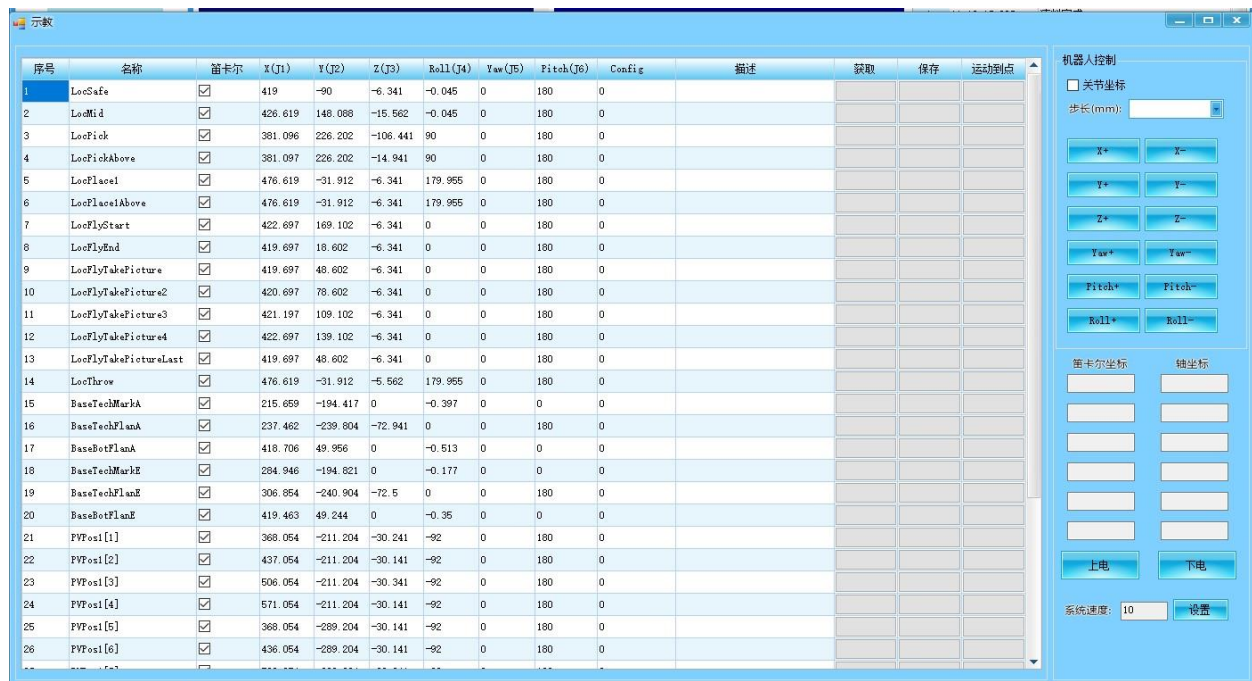 示教
序号 名称 笛卡尔 X(J1) Y(J2) Z(J3) Roll(J4) Yaw(J5) Pitch(J6) Config 描述 获取 保存 运动到点
1 LocSafe 419 -90 -6.341 -0.045 0 180 0
2 LocMid 426.619 148.088 -15.562 -0.045 0 180 0
3 LocPick 381.096 226.202 -106.441 90 0 180 0
4 LocPickAbove 381.097 226.202 -14.941 90 0 180 0
5 LocPlace1 476.619 -31.912 -6.341 179.955 0 180 0
6 LocPlace1Above 476.619 -31.912 -6.341 179.955 0 180 0
7 LocFlyStart 422.697 169.102 -6.341 0 0 180 0
8 LocFlyEnd 419.697 18.602 -6.341 0 0 180 0
9 LocFlyTakePicture 419.697 48.602 -6.341 0 0 180 0
10 LocFlyTakePicture2 420.697 78.602 -6.341 0 0 180 0
11 LocFlyTakePicture3 421.197 109.102 -6.341 0 0 180 0
12 LocFlyTakePicture4 422.697 139.102 -6.341 0 0 180 0
13 LocFlyTakePictureLast 419.697 48.602 -6.341 0 0 180 0
14 LocThrow 476.619 -31.912 -5.562 179.955 0 180 0
15 BaseTechMarkA 215.659 -194.417 0 -0.397 0 0 0
16 BaseTechFlanA 237.462 -239.804 -72.941 0 0 180 0
17 BaseBotFlanA 418.706 49.956 0 -0.513 0 0 0
18 BaseTechMarkE 284.946 -194.821 0 -0.177 0 0 0
19 BaseTechFlanE 306.854 -240.904 -72.5 0 0 180 0
20 BaseBotFlanE 419.463 49.244 0 -0.35 0 0 0
21 PVPos1[1] 368.054 -211.204 -30.241 -92 0 180 0
22 PVPos1[2] 437.054 -211.204 -30.141 -92 0 180 0
23 PVPos1[3] 506.054 -211.204 -30.341 -92 0 180 0
24 PVPos1[4] 571.054 -211.204 -30.141 -92 0 180 0
25 PVPos1[5] 368.054 -289.204 -30.141 -92 0 180 0
26 PVPos1[6] 436.054 -289.204 -30.141 -92 0 180 0
机器人控制
关节坐标
步长(mm):
X+ X-
Y+ Y-
Z+ Z-
Yaw+ Yaw-
Pitch+ Pitch-
Roll+ Roll-
笛卡尔坐标 轴坐标
上电 下电
系统速度: 10 设置